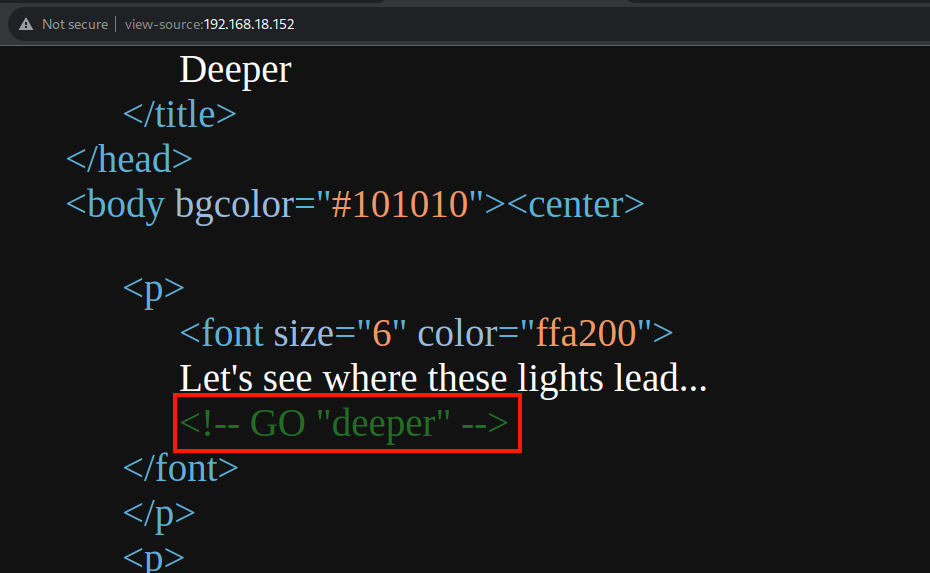 Not secure | view-source:192.168.18.152
Deeper
</title>
</head>
<body bgcolor="#101010"><center>
<p>
<font size="6" color="ffa200">
Let's see where these lights lead...
<!-- GO "deeper" -->
</font>
</p>
<p>